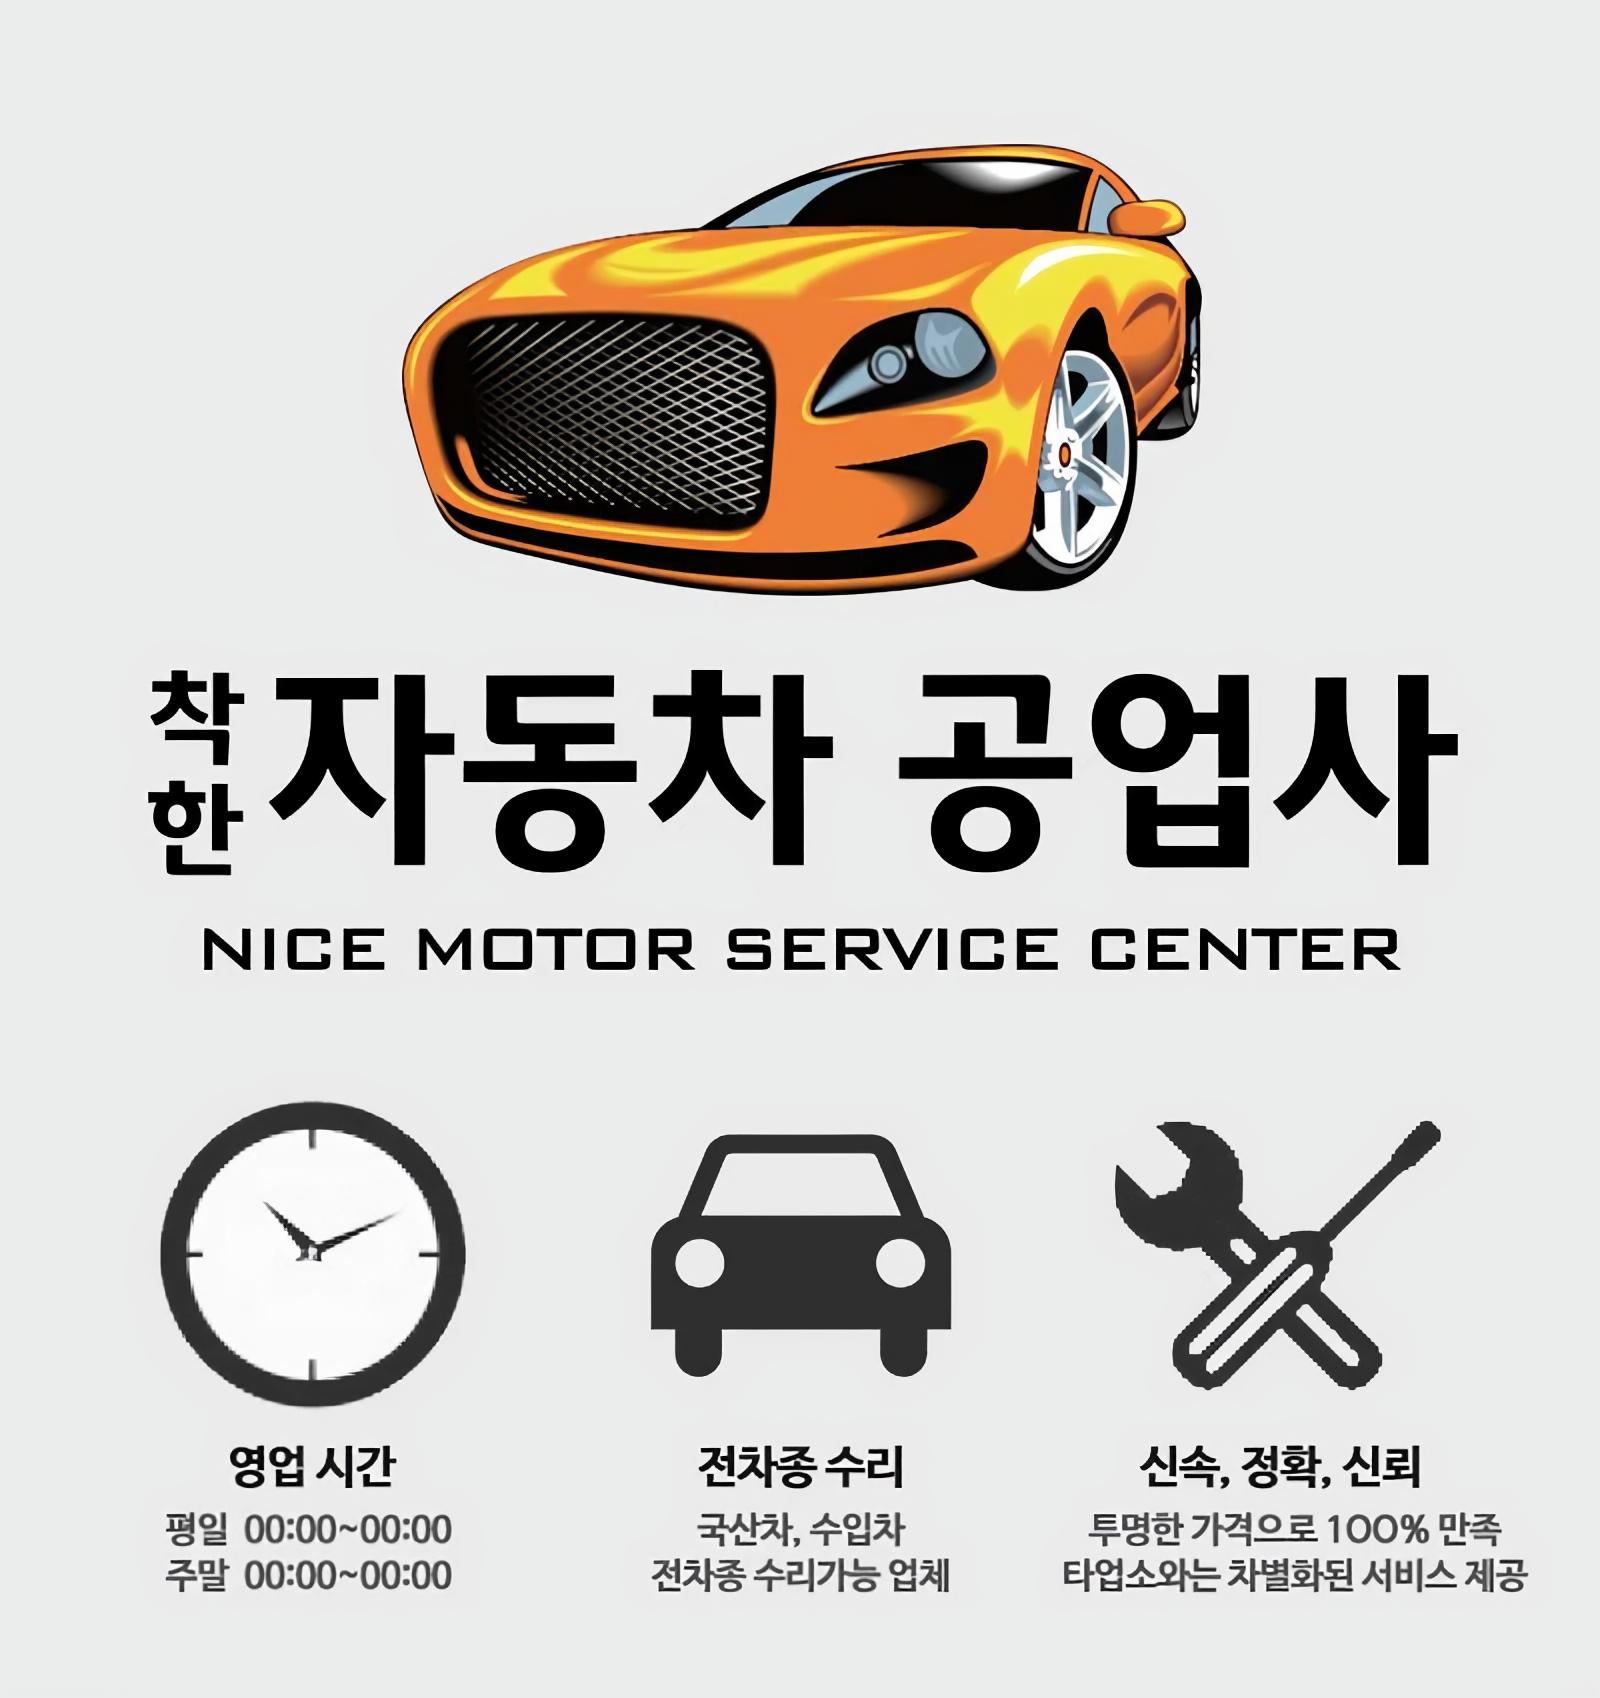 착한 자동차 공업사
NICE MOTOR SERVICE CENTER
영업 시간
평일 00:00~00:00
주말 00:00~00:00
전차종 수리
국산차, 수입차
전차종 수리가능 업체
신속, 정확, 신뢰
투명한 가격으로 100% 만족
타업소와는 차별화된 서비스 제공